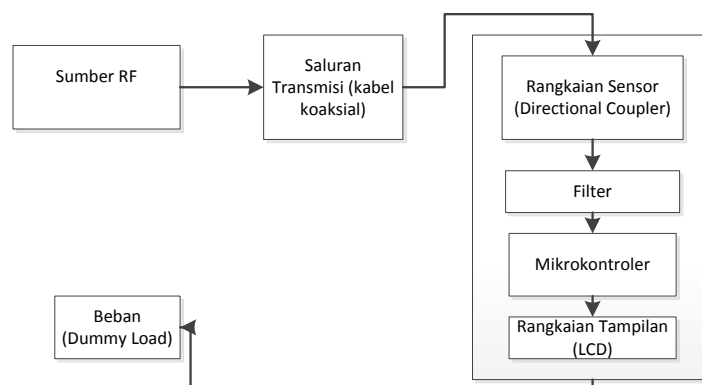 Sumber RF
Saluran
Transmisi (kabel
koaksial)
Rangkaian Sensor
(Directional Coupler)
Filter
Mikrokontroler
Rangkaian Tampilan
(LCD)
Beban
(Dummy Load)